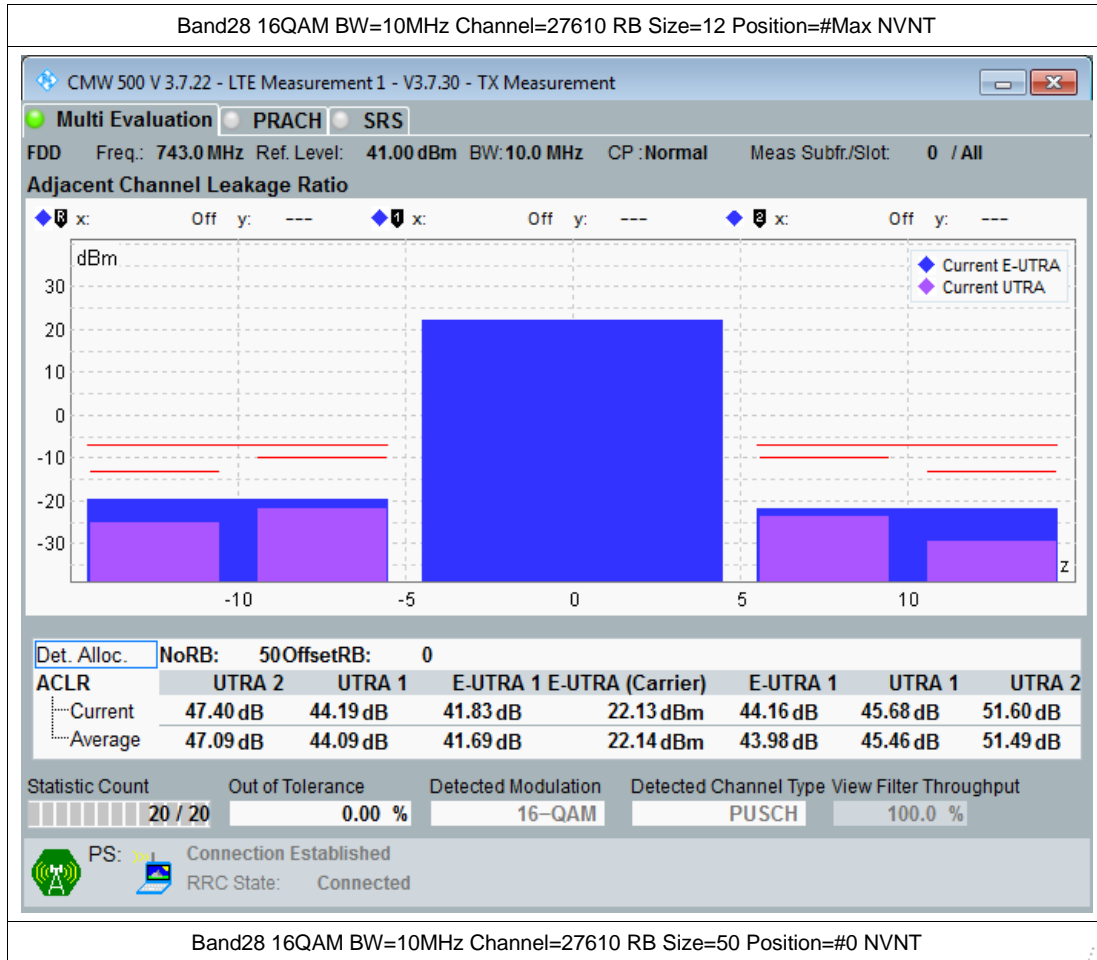 Band28 16QAM BW=10MHz Channel=27610 RB Size=12 Position=#Max NVNT
CMW 500 V 3.7.22 - LTE Measurement 1 - V3.7.30 - TX Measurement
Multi Evaluation PRACH SRS
FDD Freq.: 743.0 MHz Ref. Level: 41.00 dBm BW: 10.0 MHz CP : Normal Meas Subfr./Slot: 0 / All
Adjacent Channel Leakage Ratio
R x: Off y: --- 1 x: Off y: --- 2 x: Off y: ---
dBm
Current E-UTRA
Current UTRA
30
20
10
0
-10
-20
-30
z
-10 -5 0 5 10
Det. Alloc. NoRB: 50 OffsetRB: 0
ACLR UTRA 2 UTRA 1 E-UTRA 1 E-UTRA (Carrier) E-UTRA 1 UTRA 1 UTRA 2
Current 47.40 dB 44.19 dB 41.83 dB 22.13 dBm 44.16 dB 45.68 dB 51.60 dB
Average 47.09 dB 44.09 dB 41.69 dB 22.14 dBm 43.98 dB 45.46 dB 51.49 dB
Statistic Count Out of Tolerance Detected Modulation Detected Channel Type View Filter Throughput
20 / 20 0.00 % 16-QAM PUSCH 100.0 %
PS: Connection Established
RRC State: Connected
Band28 16QAM BW=10MHz Channel=27610 RB Size=50 Position=#0 NVNT